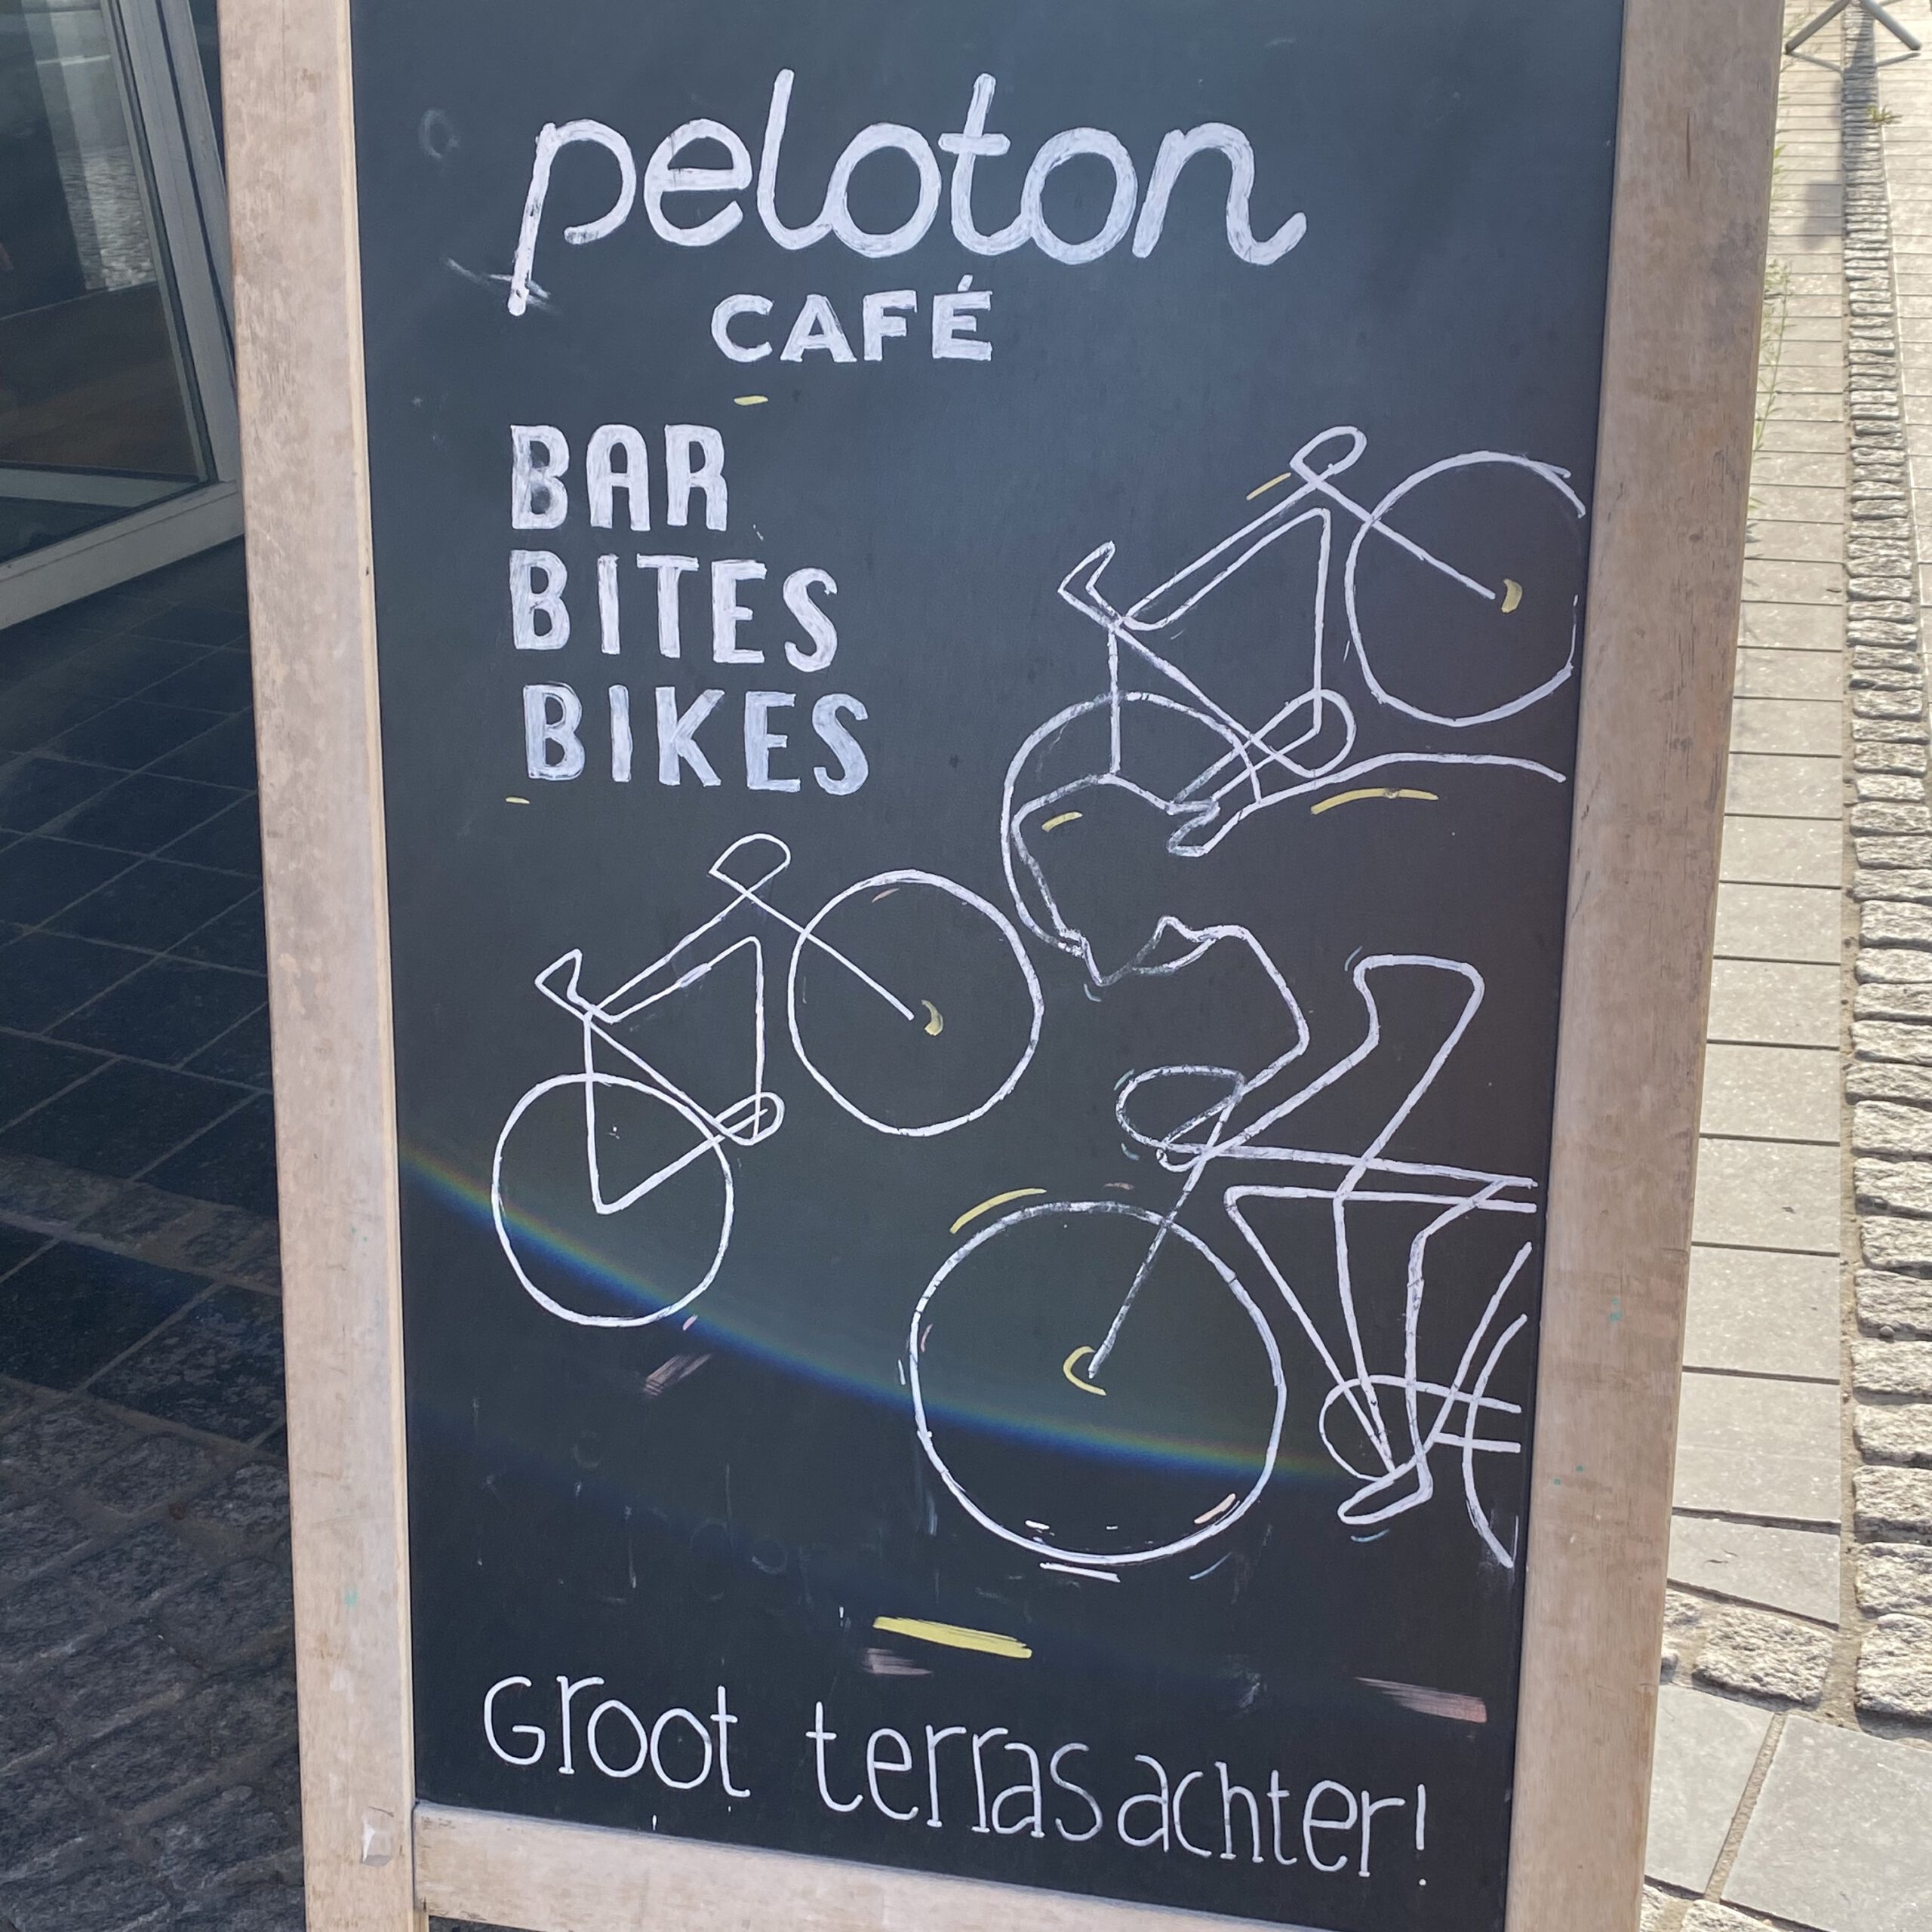 peloton
CAFÉ
BAR
BITES
BIKES
Groot terras achter!